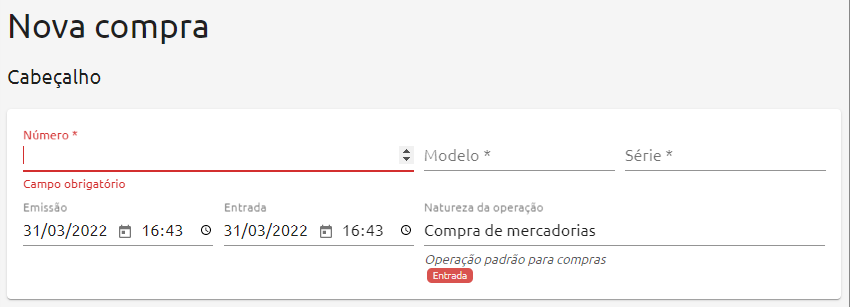 Nova compra
Cabeçalho
Número *
Modelo *
Série *
Campo obrigatório
Emissão
Entrada
Natureza da operação
31/03/2022 16:43
31/03/2022 16:43
Compra de mercadorias
Operação padrão para compras
Entrada